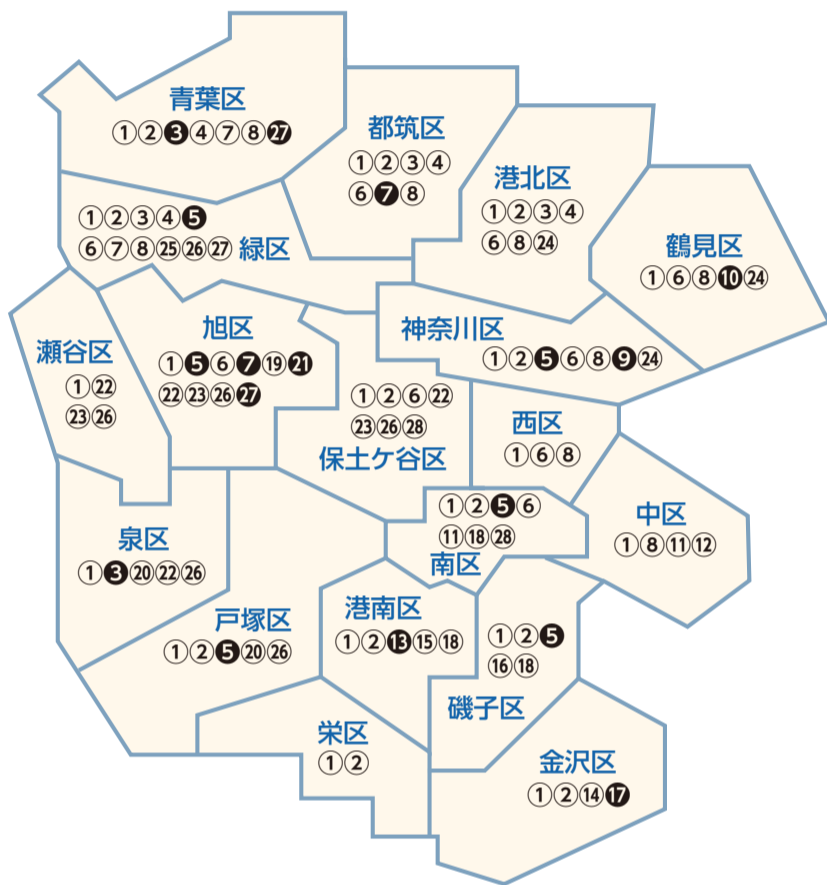 青葉区
①②❸④⑦⑧㉗
都筑区
①②③④
⑥❼⑧
港北区
①②③④
⑥⑧㉔
鶴見区
①⑥⑧❿㉔
①②③④❺
⑥⑦⑧㉕㉖㉗ 緑区
瀬谷区
①㉒
㉓㉖
旭区
①❺⑥❼⑲㉑
㉒㉓㉖㉗
神奈川区
①②❺⑥⑧❾㉔
①②⑥㉒
㉓㉖㉘
保土ケ谷区
西区
①⑥⑧
中区
①⑧⑪⑫
①②❺⑥
⑪⑱㉘
南区
泉区
①❸⑳㉒㉖
戸塚区
①②❺⑳㉖
港南区
①②⓭⑮⑱
①②❺
⑯⑱
磯子区
栄区
①②
金沢区
①②⑭⓱